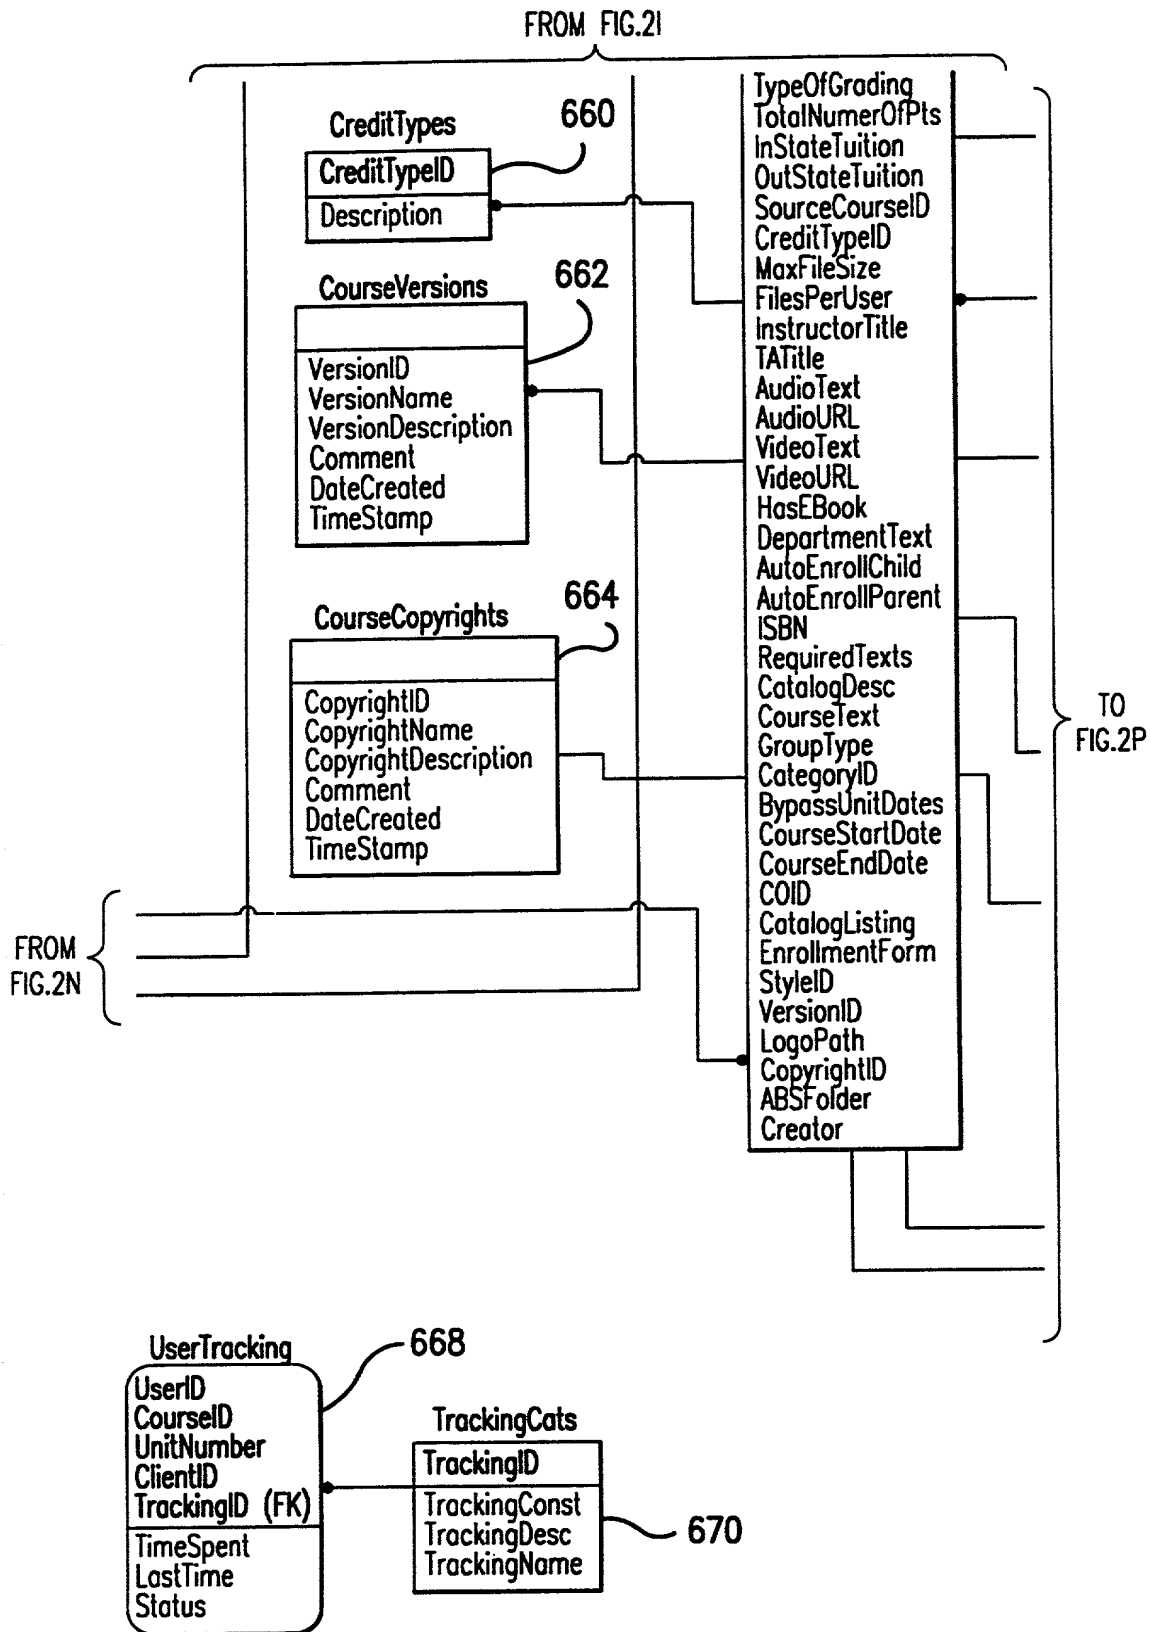 FROM FIG.2I
CreditTypes
660
CreditTypeID
Description
CourseVersions
662
VersionID
VersionName
VersionDescription
Comment
DateCreated
TimeStamp
CourseCopyrights
664
CopyrightID
CopyrightName
CopyrightDescription
Comment
DateCreated
TimeStamp
FROM
FIG.2N
TypeOfGrading
TotalNumerOfPts
InStateTuition
OutStateTuition
SourceCourseID
CreditTypeID
MaxFileSize
FilesPerUser
InstructorTitle
TATitle
AudioText
AudioURL
VideoText
VideoURL
HasEBook
DepartmentText
AutoEnrollChild
AutoEnrollParent
ISBN
RequiredTexts
CatalogDesc
CourseText
GroupType
CategoryID
BypassUnitDates
CourseStartDate
CourseEndDate
COID
CatalogListing
EnrollmentForm
StyleID
VersionID
LogoPath
CopyrightID
ABSFolder
Creator
TO
FIG.2P
UserTracking
668
UserID
CourseID
UnitNumber
ClientID
TrackingID (FK)
TimeSpent
LastTime
Status
TrackingCats
TrackingID
TrackingConst
TrackingDesc
TrackingName
670